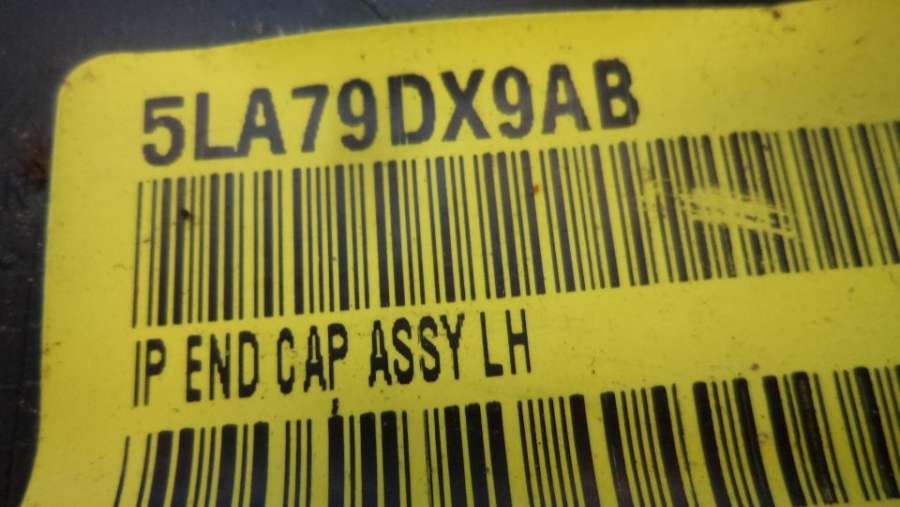 5LA79DX9AB
IP END CAP ASSY LH